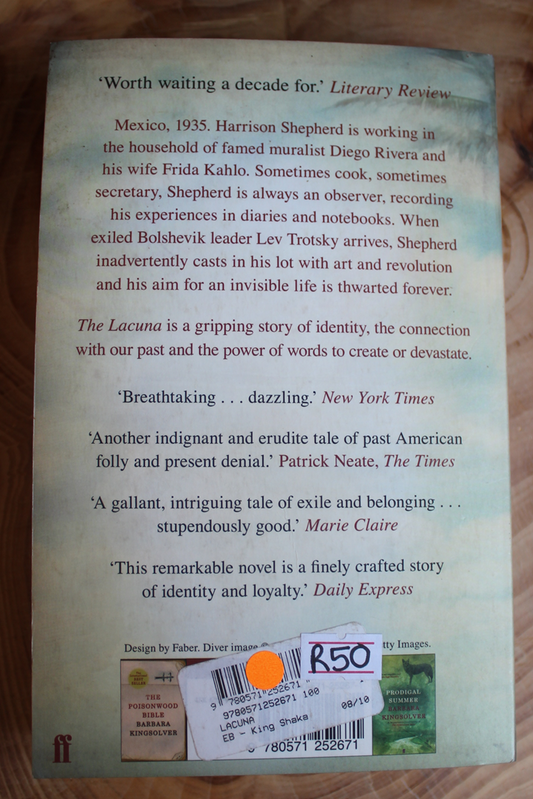 'Worth waiting a decade for.' Literary Review
Mexico, 1935. Harrison Shepherd is working in
the household of famed muralist Diego Rivera and
his wife Frida Kahlo. Sometimes cook, sometimes
secretary, Shepherd is always an observer, recording
his experiences in diaries and notebooks. When
exiled Bolshevik leader Lev Trotsky arrives, Shepherd
inadvertently casts in his lot with art and revolution
and his aim for an invisible life is thwarted forever.
The Lacuna is a gripping story of identity, the connection
with our past and the power of words to create or devastate.
'Breathtaking . . . dazzling.' New York Times
'Another indignant and erudite tale of past American
folly and present denial.' Patrick Neate, The Times
'A gallant, intriguing tale of exile and belonging . . .
stupendously good.' Marie Claire
'This remarkable novel is a finely crafted story
of identity and loyalty.' Daily Express
Design by Faber. Diver image © tty Images.
R50
THE
POISONWOOD
BIBLE
BARBARA
KINGSOLVER
9 780571 252671
9780571252671 100
LACUNA 08/10
EB - King Shaka
9 780571 252671
PRODIGAL
SUMMER
BARBARA
KINGSOLVER
ff